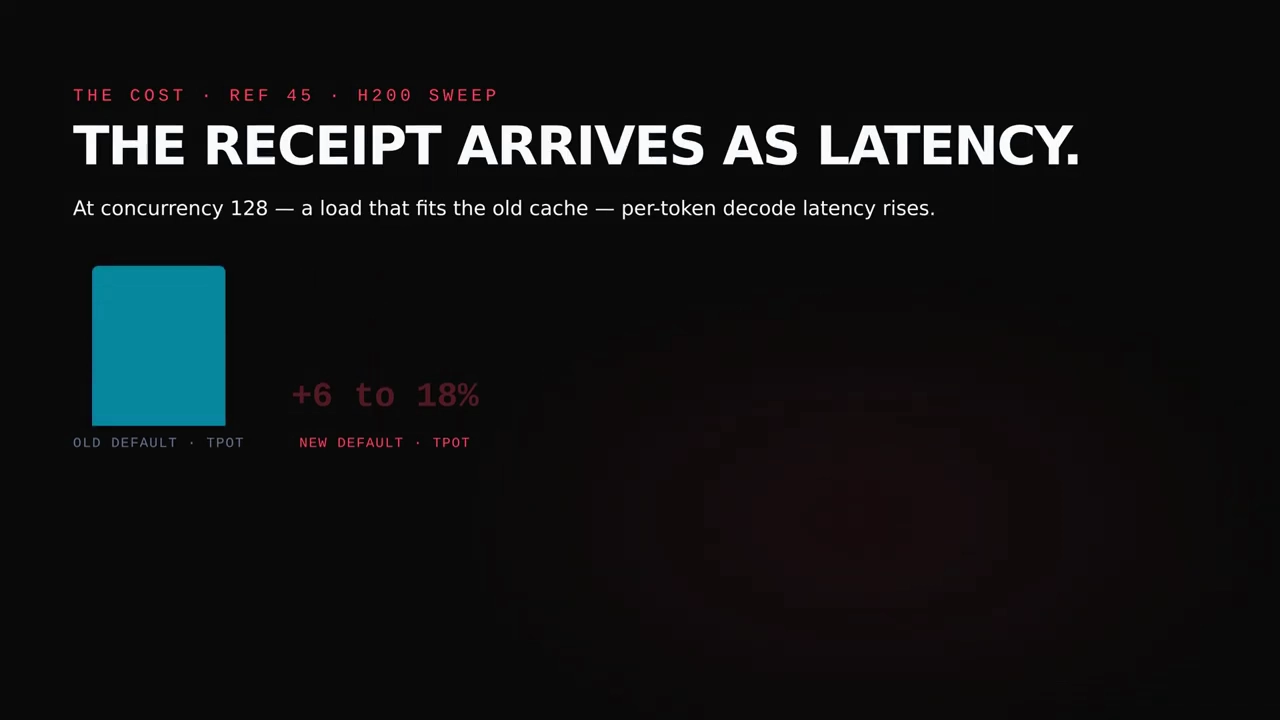 THE COST · REF 45 · H200 SWEEP
THE RECEIPT ARRIVES AS LATENCY.
At concurrency 128 — a load that fits the old cache — per-token decode latency rises.
+6 to 18%
OLD DEFAULT · TPOT
NEW DEFAULT · TPOT